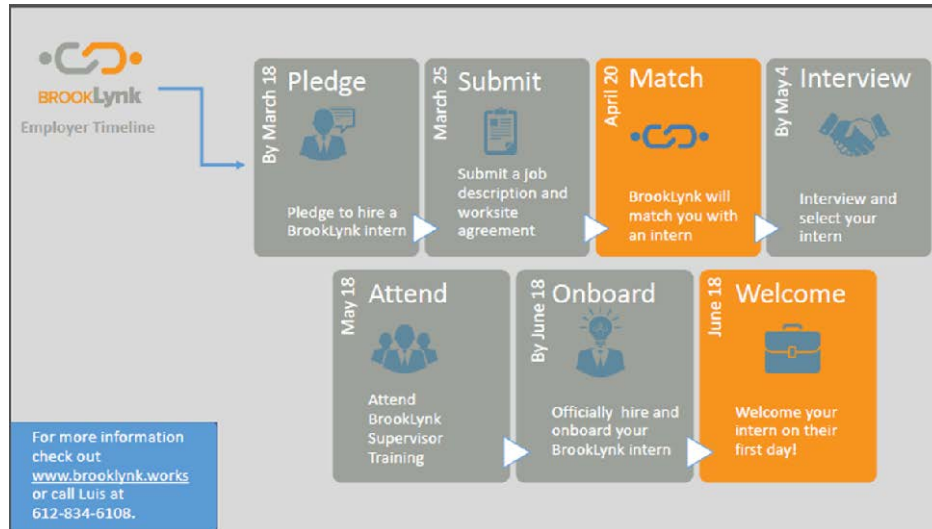 BROOKLynk
Employer Timeline
By March 18
Pledge
Pledge to hire a
BrookLynk intern
March 25
Submit
Submit a job
description and
worksite
agreement
April 20
Match
BrookLynk will
match you with
an intern
By May 4
Interview
Interview and
select your
intern
May 18
Attend
Attend
BrookLynk
Supervisor
Training
By June 18
Onboard
Officially hire and
onboard your
BrookLynk intern
June 18
Welcome
Welcome your
intern on their
first day!
For more information
check out
www.brooklynk.works
or call Luis at
612-834-6108.